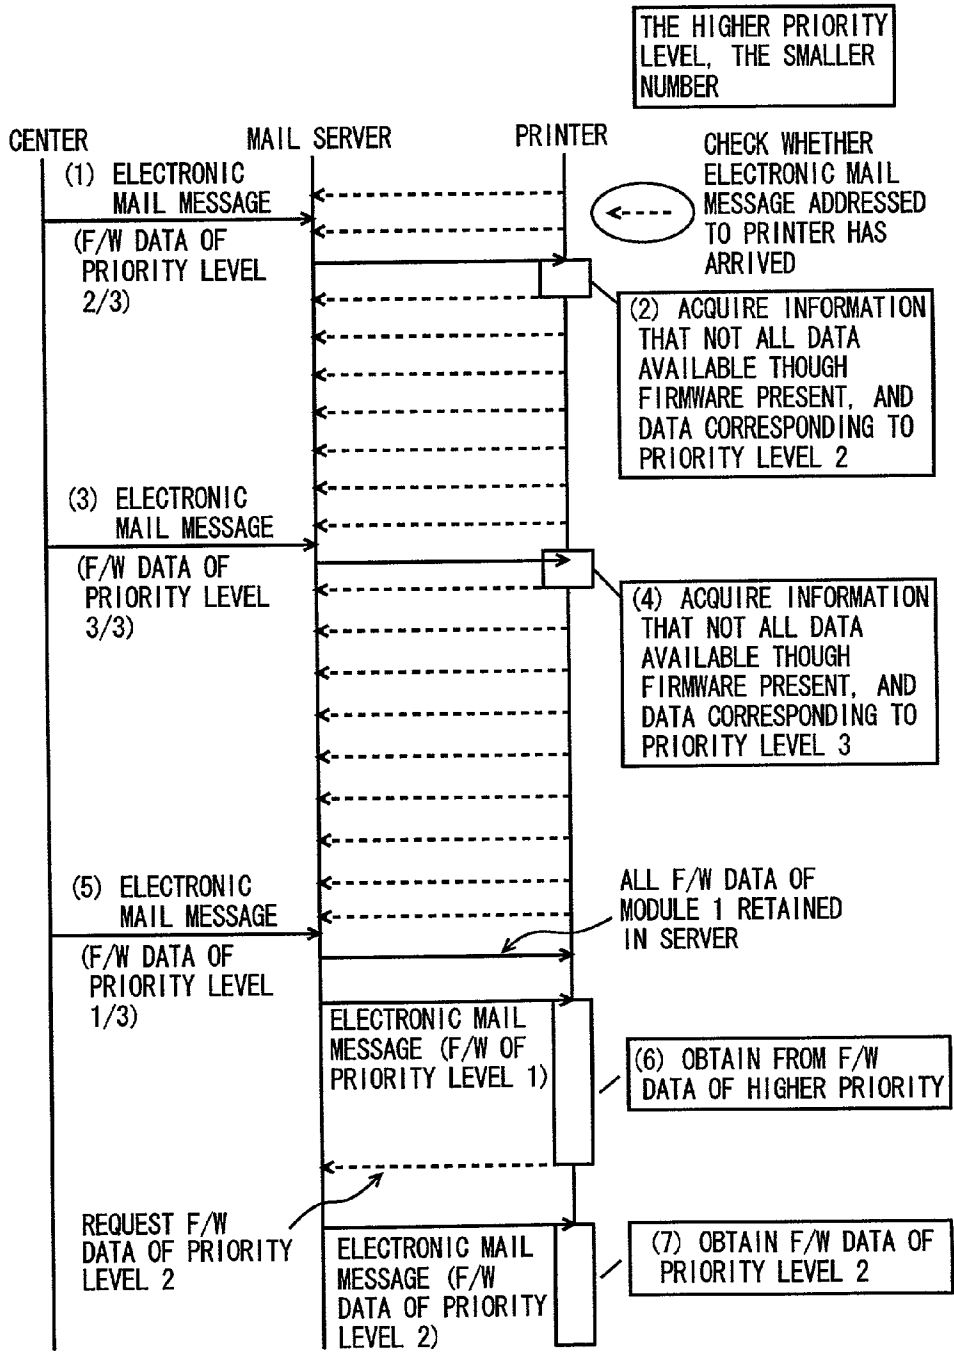 THE HIGHER PRIORITY
LEVEL, THE SMALLER
NUMBER
CENTER
MAIL SERVER
PRINTER
CHECK WHETHER
ELECTRONIC MAIL
MESSAGE ADDRESSED
TO PRINTER HAS
ARRIVED
(1) ELECTRONIC
MAIL MESSAGE
(F/W DATA OF
PRIORITY LEVEL
2/3)
(2) ACQUIRE INFORMATION
THAT NOT ALL DATA
AVAILABLE THOUGH
FIRMWARE PRESENT, AND
DATA CORRESPONDING TO
PRIORITY LEVEL 2
(3) ELECTRONIC
MAIL MESSAGE
(F/W DATA OF
PRIORITY LEVEL
3/3)
(4) ACQUIRE INFORMATION
THAT NOT ALL DATA
AVAILABLE THOUGH
FIRMWARE PRESENT, AND
DATA CORRESPONDING TO
PRIORITY LEVEL 3
(5) ELECTRONIC
MAIL MESSAGE
(F/W DATA OF
PRIORITY LEVEL
1/3)
ALL F/W DATA OF
MODULE 1 RETAINED
IN SERVER
ELECTRONIC MAIL
MESSAGE (F/W OF
PRIORITY LEVEL 1)
(6) OBTAIN FROM F/W
DATA OF HIGHER PRIORITY
REQUEST F/W
DATA OF PRIORITY
LEVEL 2
ELECTRONIC MAIL
MESSAGE (F/W
DATA OF PRIORITY
LEVEL 2)
(7) OBTAIN F/W DATA OF
PRIORITY LEVEL 2